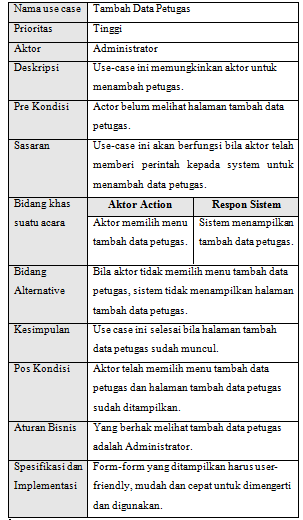 Nama use case Tambah Data Petugas
Prioritas Tinggi
Aktor Administrator
Deskripsi Use-case ini memungkinkan aktor untuk
menambah petugas.
Pre Kondisi Actor belum melihat halaman tambah data
petugas.
Sasaran Use-case ini akan berfungsi bila aktor telah
memberi perintah kepada system untuk
menambah data petugas.
Bidang khas Aktor Action Respon Sistem
suatu acara Aktor memilih menu Sistem menampilkan
tambah data petugas. tambah data petugas.
Bidang Bila aktor tidak memilih menu tambah data
Alternative petugas, sistem tidak menampilkan halaman
tambah data petugas.
Kesimpulan Use case ini selesai bila halaman tambah
data petugas sudah muncul.
Pos Kondisi Aktor telah memilih menu tambah data
petugas dan halaman tambah data petugas
sudah ditampilkan.
Aturan Bisnis Yang berhak melihat tambah data petugas
adalah Administrator.
Spesifikasi dan Form-form yang ditampilkan harus user-
Implementasi friendly, mudah dan cepat untuk dimengerti
dan digunakan.